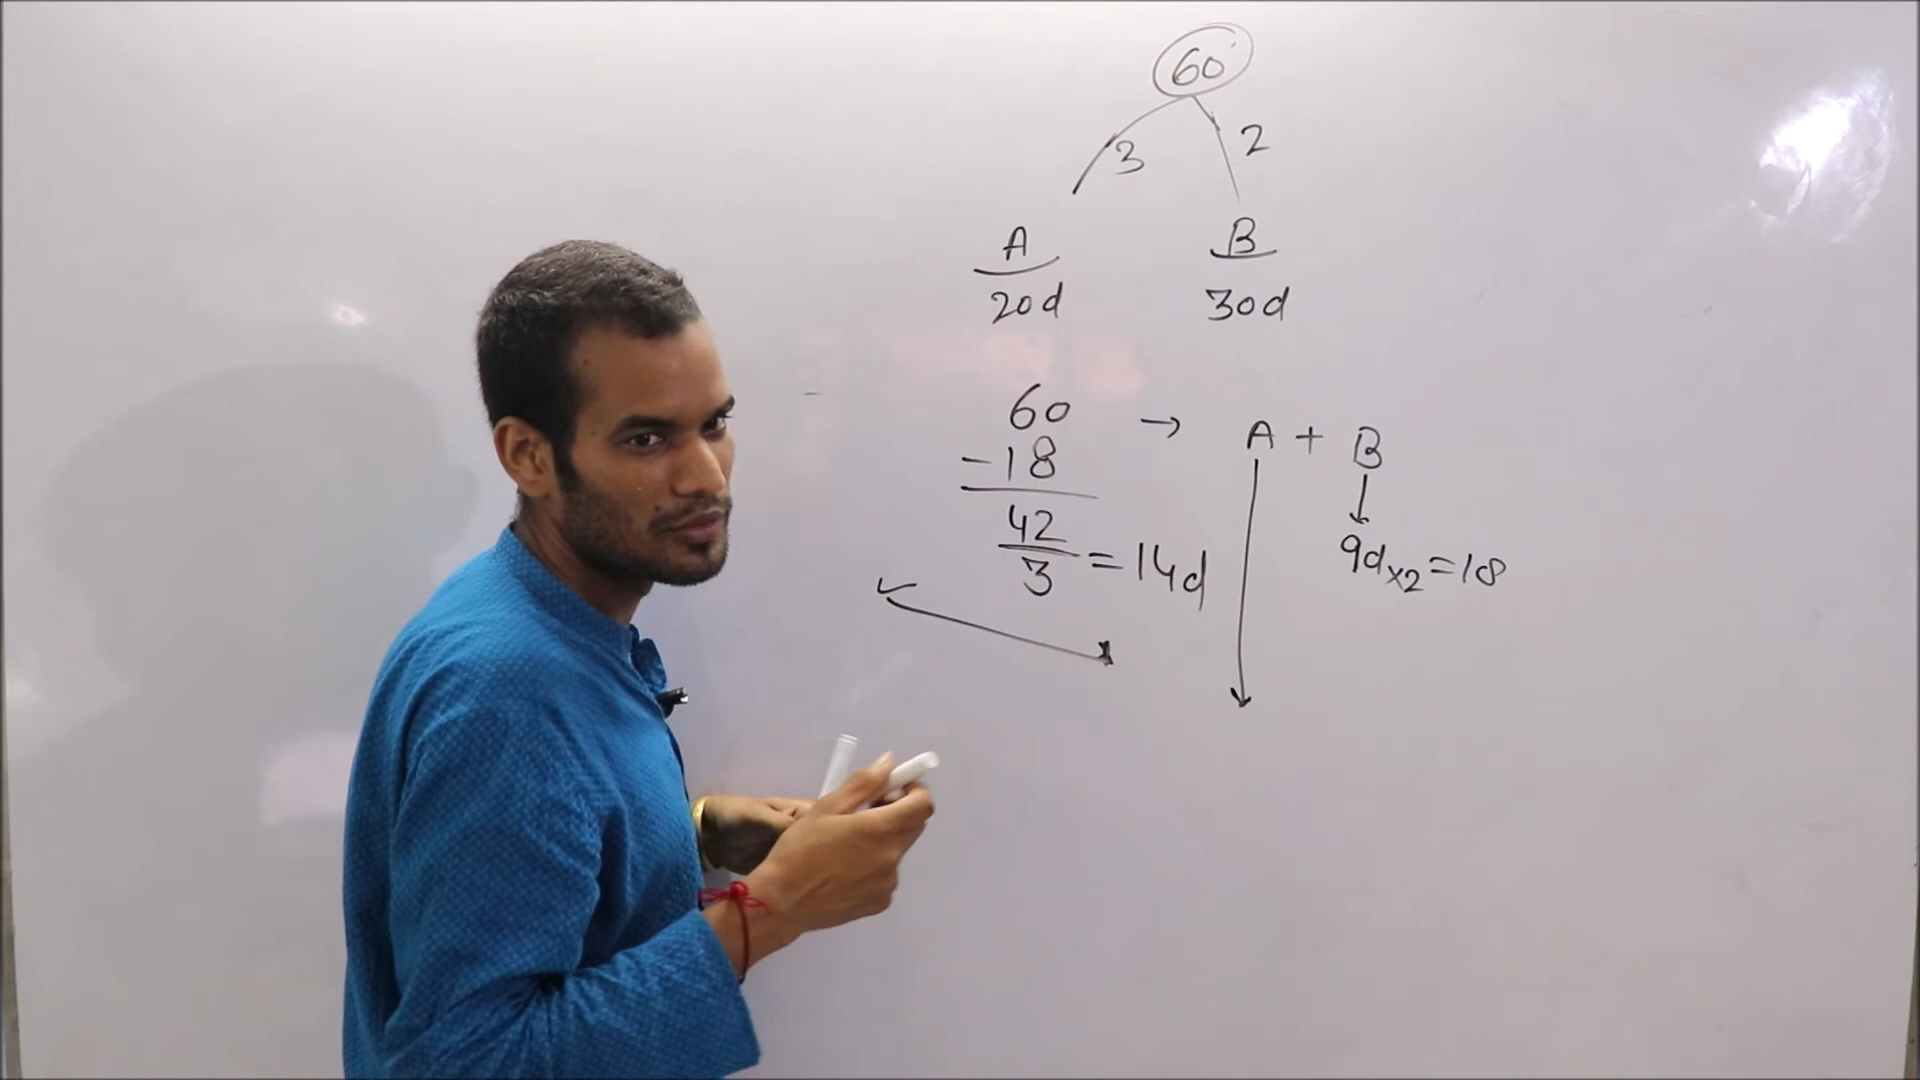 60
3 2
A B
20d 30d
60 → A + B
-18
42
3 = 14d
9d×2=18